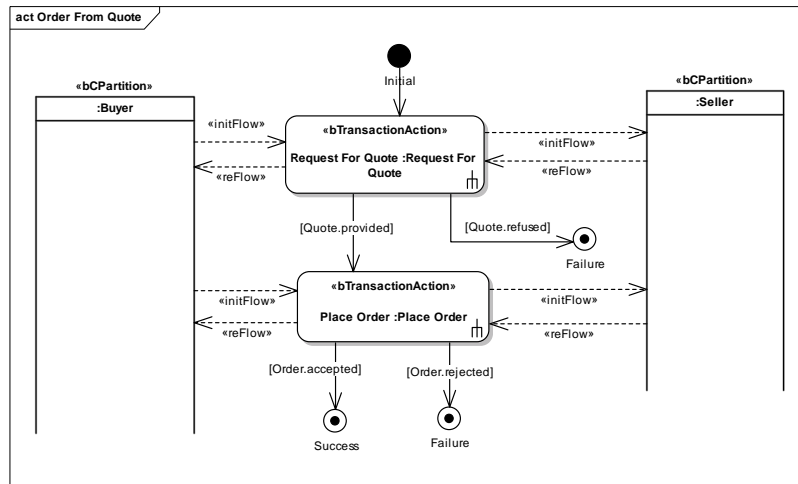 act Order From Quote
«bCPartition»
:Buyer
Initial
«bCPartition»
:Seller
«initFlow»
«reFlow»
«bTransactionAction»
Request For Quote :Request For
Quote
«initFlow»
«reFlow»
[Quote.provided]
[Quote.refused]
Failure
«initFlow»
«reFlow»
«bTransactionAction»
Place Order :Place Order
«initFlow»
«reFlow»
[Order.accepted]
[Order.rejected]
Success
Failure